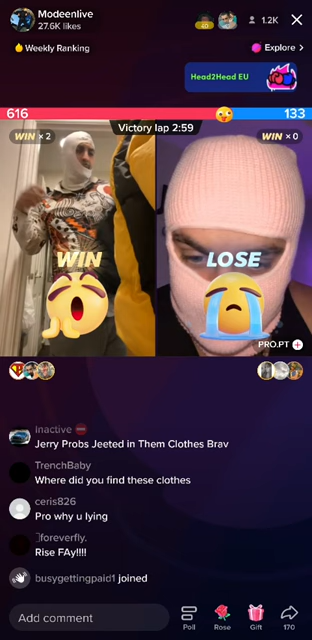 Modeenlive
27.6K likes
40
1.2K
Weekly Ranking
Explore >
Head2Head EU
616
133
Victory lap 2:59
WIN × 2
WIN × 0
WIN
LOSE
PRO.PT
Inactive
Jerry Probs Jeeted in Them Clothes Brav
TrenchBaby
Where did you find these clothes
ceris826
Pro why u lying
foreverfly.
Rise FAy!!!!
busygettingpaid1 joined
Add comment
Poll
Rose
Gift
170